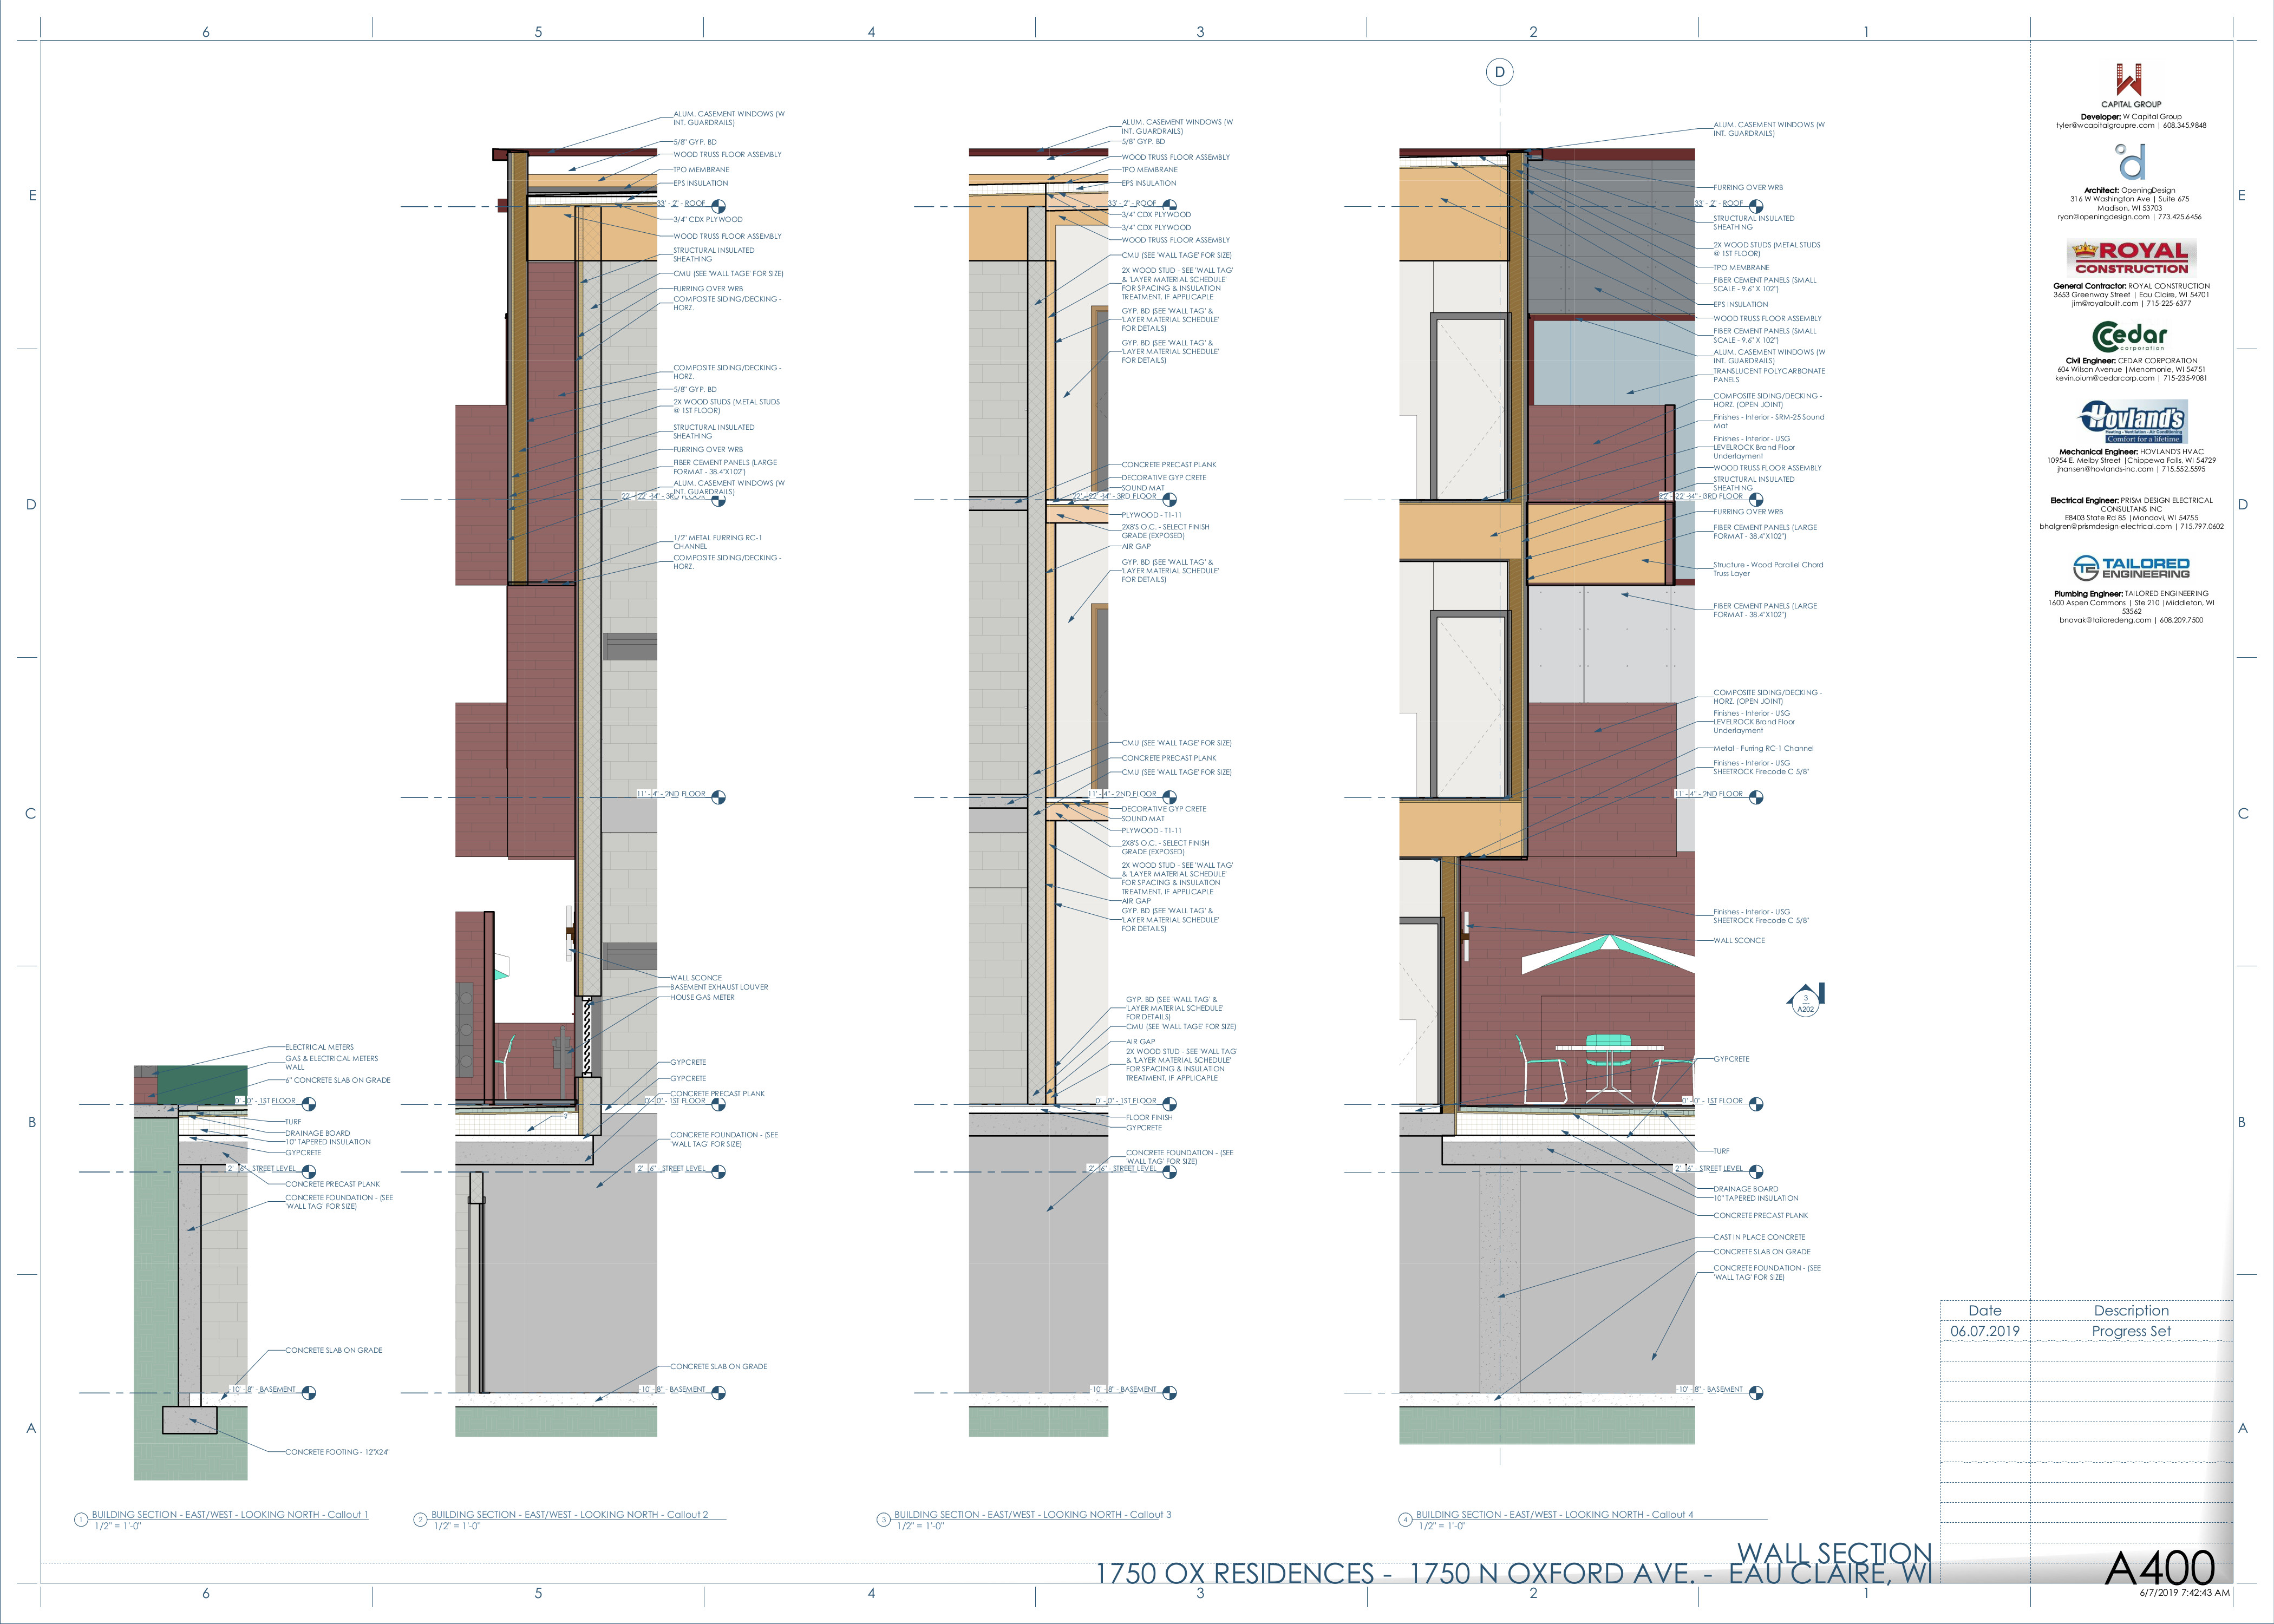 6
5
4
3
2
1
E
D
C
B
A
D
ELECTRICAL METERS
GAS & ELECTRICAL METERS
WALL
6" CONCRETE SLAB ON GRADE
0' - 0" - 1ST FLOOR
TURF
DRAINAGE BOARD
10" TAPERED INSULATION
GYPCRETE
-2' - 6" - STREET LEVEL
CONCRETE PRECAST PLANK
CONCRETE FOUNDATION - (SEE
'WALL TAG' FOR SIZE)
CONCRETE SLAB ON GRADE
-10' - 8" - BASEMENT
CONCRETE FOOTING - 12"X24"
1
BUILDING SECTION - EAST/WEST - LOOKING NORTH - Callout 1
1/2" = 1'-0"
ALUM. CASEMENT WINDOWS (W
INT. GUARDRAILS)
5/8" GYP. BD
WOOD TRUSS FLOOR ASSEMBLY
TPO MEMBRANE
EPS INSULATION
33' - 2" - ROOF
3/4" CDX PLYWOOD
WOOD TRUSS FLOOR ASSEMBLY
STRUCTURAL INSULATED
SHEATHING
CMU (SEE 'WALL TAGE' FOR SIZE)
FURRING OVER WRB
COMPOSITE SIDING/DECKING -
HORZ.
COMPOSITE SIDING/DECKING -
HORZ.
5/8" GYP. BD
2X WOOD STUDS (METAL STUDS
@ 1ST FLOOR)
STRUCTURAL INSULATED
SHEATHING
FURRING OVER WRB
FIBER CEMENT PANELS (LARGE
FORMAT - 38.4"X102")
ALUM. CASEMENT WINDOWS (W
INT. GUARDRAILS)
1/2" METAL FURRING RC-1
CHANNEL
COMPOSITE SIDING/DECKING -
HORZ.
11' - 4" - 2ND FLOOR
WALL SCONCE
BASEMENT EXHAUST LOUVER
HOUSE GAS METER
GYPCRETE
GYPCRETE
CONCRETE PRECAST PLANK
0' - 0" - 1ST FLOOR
?
CONCRETE FOUNDATION - (SEE
'WALL TAG' FOR SIZE)
-2' - 6" - STREET LEVEL
CONCRETE SLAB ON GRADE
-10' - 8" - BASEMENT
2
BUILDING SECTION - EAST/WEST - LOOKING NORTH - Callout 2
1/2" = 1'-0"
ALUM. CASEMENT WINDOWS (W
INT. GUARDRAILS)
5/8" GYP. BD
WOOD TRUSS FLOOR ASSEMBLY
TPO MEMBRANE
EPS INSULATION
33' - 2" - ROOF
3/4" CDX PLYWOOD
3/4" CDX PLYWOOD
WOOD TRUSS FLOOR ASSEMBLY
CMU (SEE 'WALL TAGE' FOR SIZE)
2X WOOD STUD - SEE 'WALL TAG'
& 'LAYER MATERIAL SCHEDULE'
FOR SPACING & INSULATION
TREATMENT, IF APPLICAPLE
GYP. BD (SEE 'WALL TAG' &
'LAYER MATERIAL SCHEDULE'
FOR DETAILS)
GYP. BD (SEE 'WALL TAG' &
'LAYER MATERIAL SCHEDULE'
FOR DETAILS)
CONCRETE PRECAST PLANK
DECORATIVE GYP CRETE
SOUND MAT
PLYWOOD - T1-11
2X8'S O.C. - SELECT FINISH
GRADE (EXPOSED)
AIR GAP
GYP. BD (SEE 'WALL TAG' &
'LAYER MATERIAL SCHEDULE'
FOR DETAILS)
CMU (SEE 'WALL TAGE' FOR SIZE)
CONCRETE PRECAST PLANK
CMU (SEE 'WALL TAGE' FOR SIZE)
11' - 4" - 2ND FLOOR
DECORATIVE GYP CRETE
SOUND MAT
PLYWOOD - T1-11
2X8'S O.C. - SELECT FINISH
GRADE (EXPOSED)
2X WOOD STUD - SEE 'WALL TAG'
& 'LAYER MATERIAL SCHEDULE'
FOR SPACING & INSULATION
TREATMENT, IF APPLICAPLE
AIR GAP
GYP. BD (SEE 'WALL TAG' &
'LAYER MATERIAL SCHEDULE'
FOR DETAILS)
GYP. BD (SEE 'WALL TAG' &
'LAYER MATERIAL SCHEDULE'
FOR DETAILS)
CMU (SEE 'WALL TAGE' FOR SIZE)
AIR GAP
2X WOOD STUD - SEE 'WALL TAG'
& 'LAYER MATERIAL SCHEDULE'
FOR SPACING & INSULATION
TREATMENT, IF APPLICAPLE
0' - 0" - 1ST FLOOR
FLOOR FINISH
GYPCRETE
CONCRETE FOUNDATION - (SEE
'WALL TAG' FOR SIZE)
-2' - 6" - STREET LEVEL
-10' - 8" - BASEMENT
3
BUILDING SECTION - EAST/WEST - LOOKING NORTH - Callout 3
1/2" = 1'-0"
ALUM. CASEMENT WINDOWS (W
INT. GUARDRAILS)
FURRING OVER WRB
33' - 2" - ROOF
STRUCTURAL INSULATED
SHEATHING
2X WOOD STUDS (METAL STUDS
@ 1ST FLOOR)
TPO MEMBRANE
FIBER CEMENT PANELS (SMALL
SCALE - 9.6" X 102")
EPS INSULATION
WOOD TRUSS FLOOR ASSEMBLY
FIBER CEMENT PANELS (SMALL
SCALE - 9.6" X 102")
ALUM. CASEMENT WINDOWS (W
INT. GUARDRAILS)
TRANSLUCENT POLYCARBONATE
PANELS
COMPOSITE SIDING/DECKING -
HORZ. (OPEN JOINT)
Finishes - Interior - SRM-25 Sound
Mat
Finishes - Interior - USG
LEVELROCK Brand Floor
Underlayment
WOOD TRUSS FLOOR ASSEMBLY
STRUCTURAL INSULATED
SHEATHING
FURRING OVER WRB
FIBER CEMENT PANELS (LARGE
FORMAT - 38.4"X102")
Structure - Wood Parallel Chord
Truss Layer
FIBER CEMENT PANELS (LARGE
FORMAT - 38.4"X102")
COMPOSITE SIDING/DECKING -
HORZ. (OPEN JOINT)
Finishes - Interior - USG
LEVELROCK Brand Floor
Underlayment
Metal - Furring RC-1 Channel
Finishes - Interior - USG
SHEETROCK Firecode C 5/8"
11' - 4" - 2ND FLOOR
Finishes - Interior - USG
SHEETROCK Firecode C 5/8"
WALL SCONCE
3
A202
GYPCRETE
0' - 0" - 1ST FLOOR
TURF
-2' - 6" - STREET LEVEL
DRAINAGE BOARD
10" TAPERED INSULATION
CONCRETE PRECAST PLANK
CAST IN PLACE CONCRETE
CONCRETE SLAB ON GRADE
CONCRETE FOUNDATION - (SEE
'WALL TAG' FOR SIZE)
-10' - 8" - BASEMENT
4
BUILDING SECTION - EAST/WEST - LOOKING NORTH - Callout 4
1/2" = 1'-0"
CAPITAL GROUP
Developer: W Capital Group
tyler@wcapitalgroupre.com | 608.345.9848
d
Architect: OpeningDesign
316 W Washington Ave | Suite 675
Madison, WI 53703
ryan@openingdesign.com | 773.425.6456
ROYAL
CONSTRUCTION
General Contractor: ROYAL CONSTRUCTION
3653 Greenway Street | Eau Claire, WI 54701
jim@royalbuilt.com | 715-225-6377
Cedar
corporation
Civil Engineer: CEDAR CORPORATION
604 Wilson Avenue |Menomonie, WI 54751
kevin.oium@cedarcorp.com | 715-235-9081
Hovland's
Heating - Ventilation - Air Conditioning
Comfort for a lifetime.
Mechanical Engineer: HOVLAND'S HVAC
10954 E. Melby Street |Chippewa Falls, WI 54729
jhansen@hovlands-inc.com | 715.552.5595
Electrical Engineer: PRISM DESIGN ELECTRICAL
CONSULTANS INC
E8403 State Rd 85 |Mondovi, WI 54755
bhalgren@prismdesign-electrical.com | 715.797.0602
TE TAILORED
ENGINEERING
Plumbing Engineer: TAILORED ENGINEERING
1600 Aspen Commons | Ste 210 |Middleton, WI
53562
bnovak@tailoredeng.com | 608.209.7500
Date Description
06.07.2019 Progress Set
WALL SECTION
1750 OX RESIDENCES - 1750 N OXFORD AVE. - EAU CLAIRE, WI
A400
6/7/2019 7:42:43 AM
E
D
C
B
A
6
5
4
3
2
1